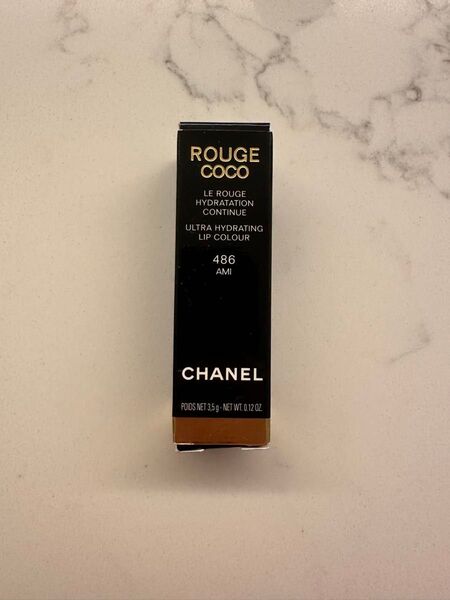 ROUGE
COCO
LE ROUGE
HYDRATATION
CONTINUE
ULTRA HYDRATING
LIP COLOUR
486
AMI
CHANEL
POIDS NET 3,5 g - NET WT. 0.12 OZ.